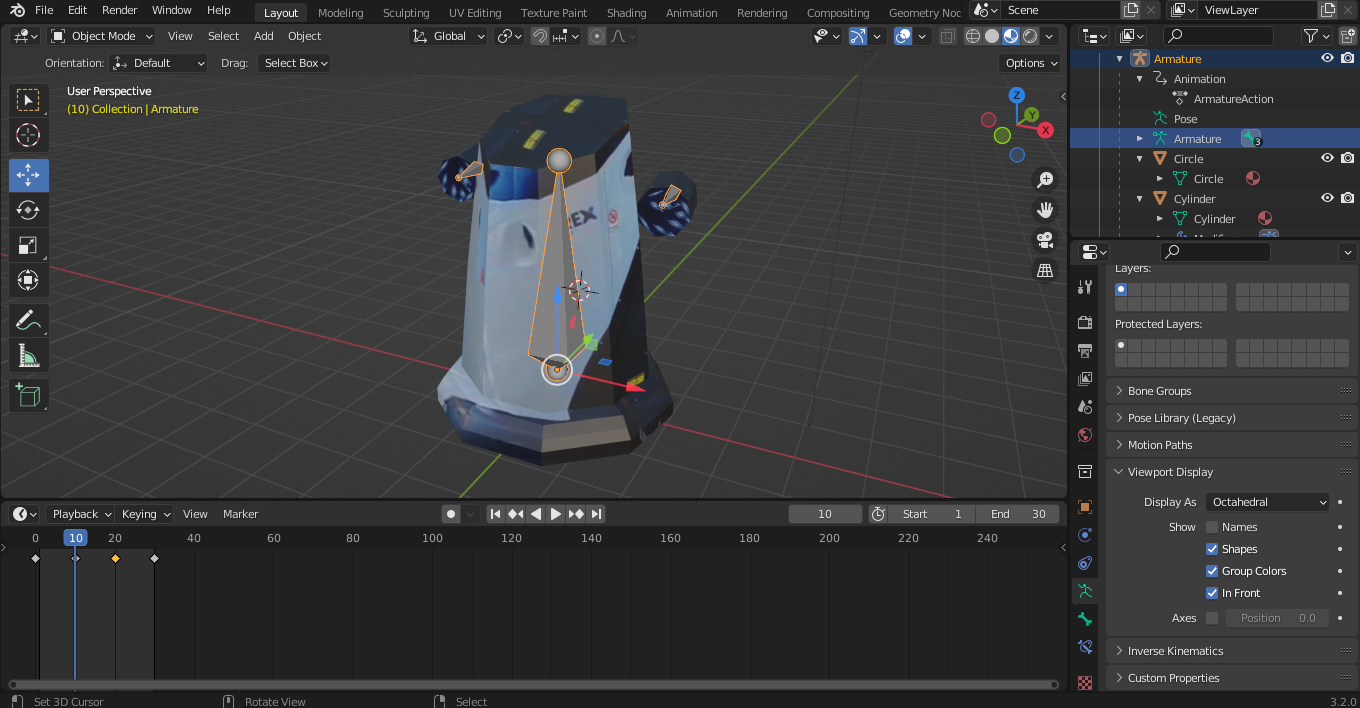 File Edit Render Window Help Layout Modeling Sculpting UV Editing Texture Paint Shading Animation Rendering Compositing Geometry Noc Scene ViewLayer
Object Mode View Select Add Object Global
Orientation: Default Drag: Select Box Options
User Perspective
(10) Collection | Armature
Z
Y
X
PEX
Armature
Animation
ArmatureAction
Pose
Armature 3
Circle
Circle
Cylinder
Cylinder
Layers:
Protected Layers:
Bone Groups
Pose Library (Legacy)
Motion Paths
Viewport Display
Display As Octahedral
Show Names
Shapes
Group Colors
In Front
Axes Position 0.0
Inverse Kinematics
Custom Properties
Playback Keying View Marker 10 Start 1 End 30
0 10 20 40 60 80 100 120 140 160 180 200 220 240
Set 3D Cursor Rotate View Select 3.2.0